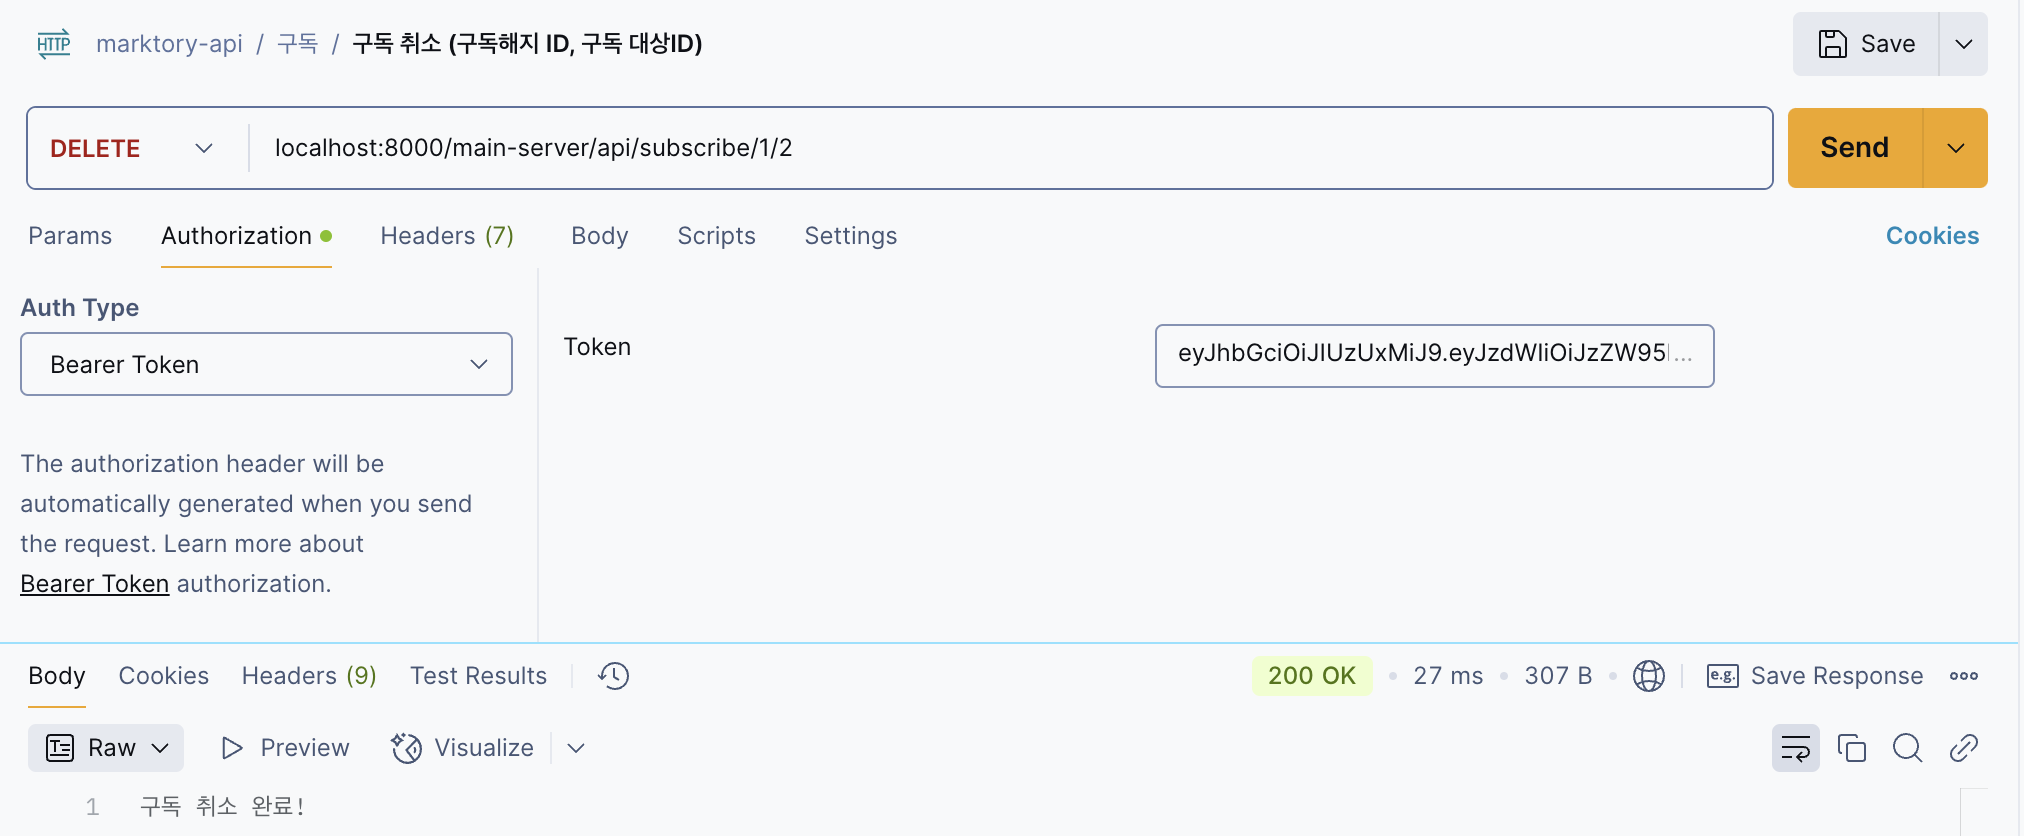 HTTP marktory-api / 구독 / 구독 취소 (구독해지 ID, 구독 대상ID)
Save
DELETE localhost:8000/main-server/api/subscribe/1/2
Send
Params Authorization Headers (7) Body Scripts Settings Cookies
Auth Type
Bearer Token
Token
eyJhbGciOiJIUzUxMiJ9.eyJzdWIiOiJzZW95...
The authorization header will be
automatically generated when you send
the request. Learn more about
Bearer Token authorization.
Body Cookies Headers (9) Test Results 200 OK • 27 ms • 307 B • e.g. Save Response
Raw Preview Visualize
1 구독 취소 완료!